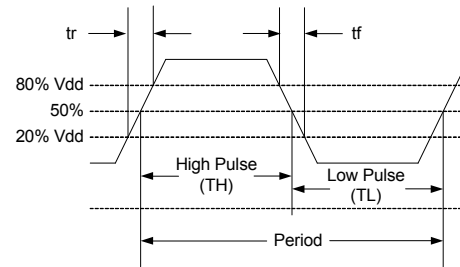 tr
tf
80% Vdd
50%
20% Vdd
High Pulse
(TH)
Low Pulse
(TL)
Period